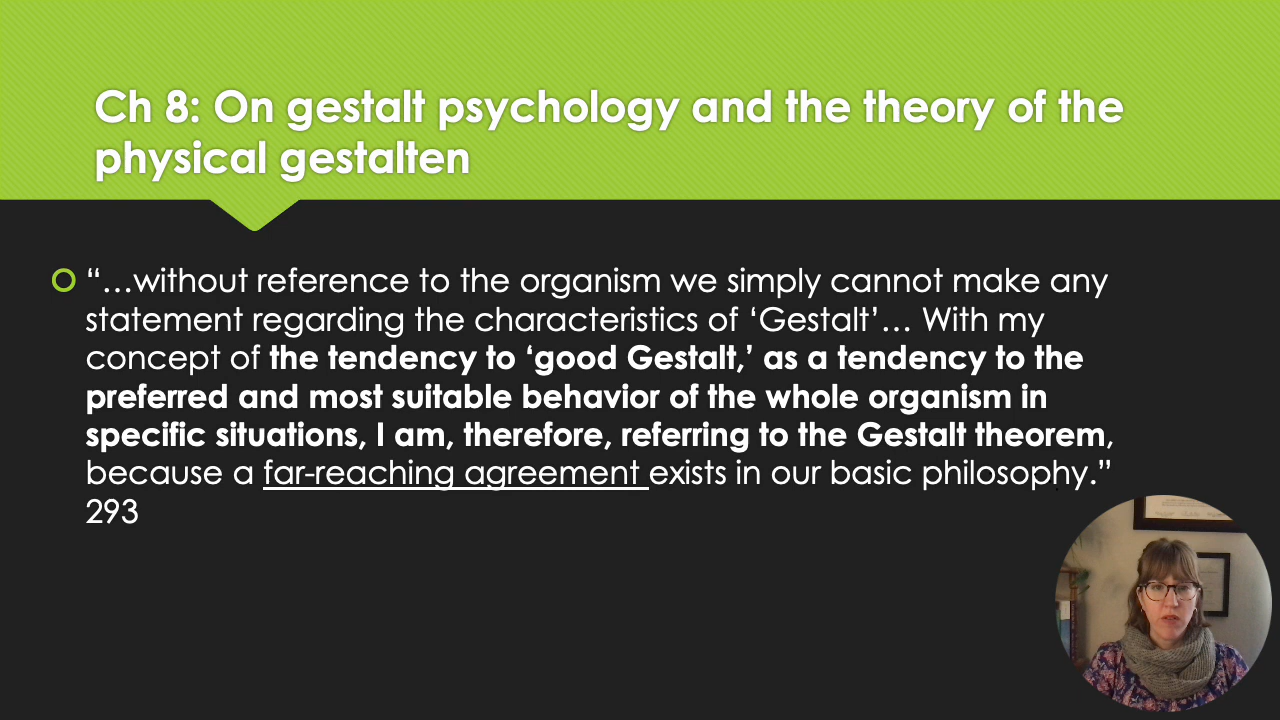 Ch 8: On gestalt psychology and the theory of the
physical gestalten
“…without reference to the organism we simply cannot make any
statement regarding the characteristics of ‘Gestalt’… With my
concept of the tendency to ‘good Gestalt,’ as a tendency to the
preferred and most suitable behavior of the whole organism in
specific situations, I am, therefore, referring to the Gestalt theorem,
because a far-reaching agreement exists in our basic philosophy.”
293